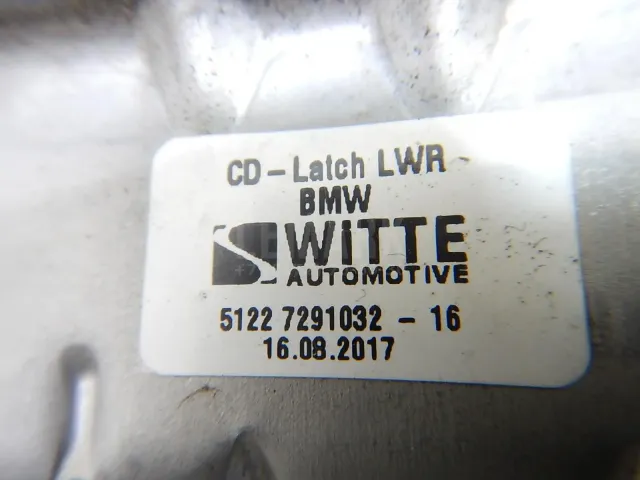 CD-Latch LWR
BMW
WiTTE
AUTOMOTIVE
5122 7291032 - 16
16.08.2017